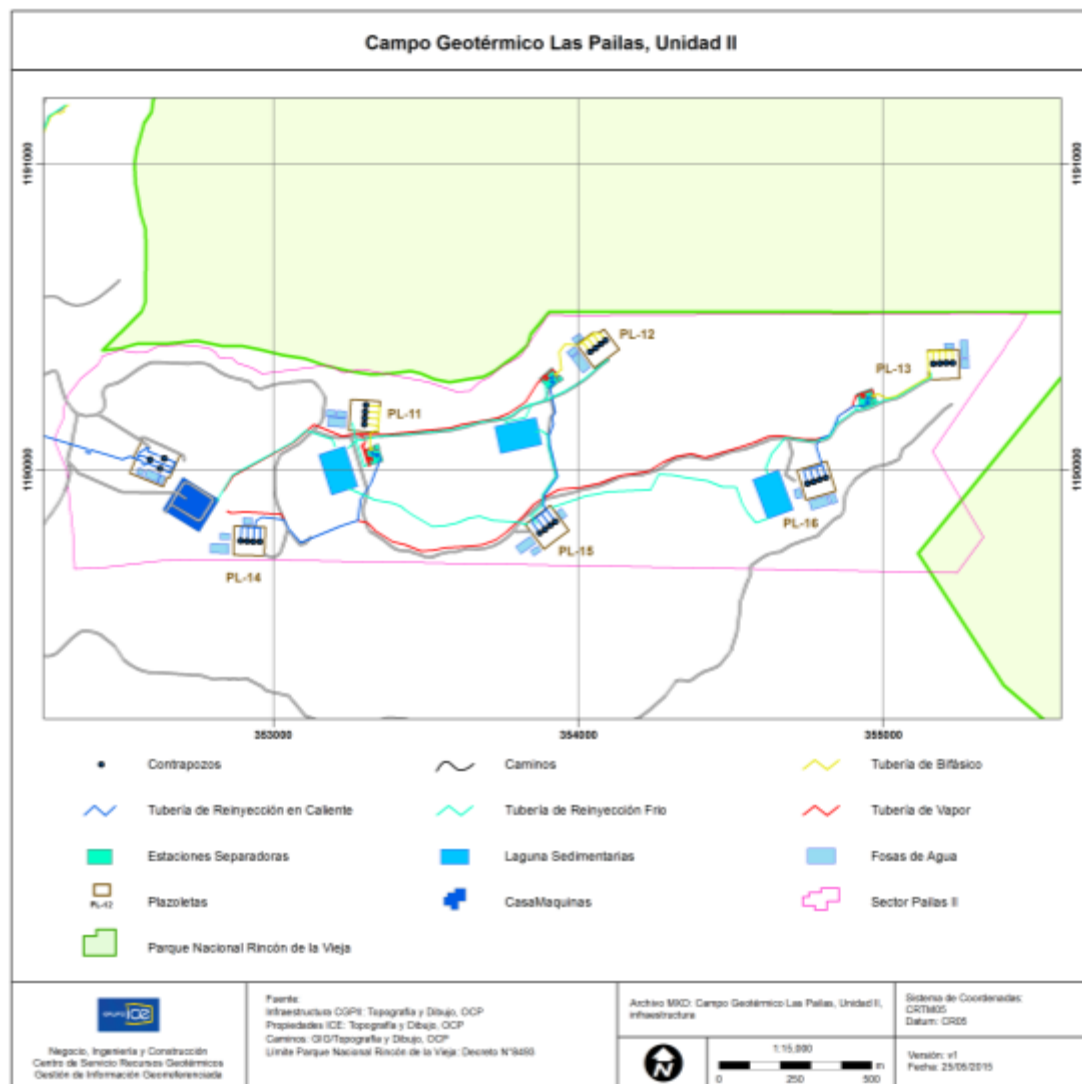 Campo Geotérmico Las Pailas, Unidad II
1191000
1191000
PL-12
PL-13
PL-11
1190000
1190000
PL-16
PL-15
PL-14
353000
354000
355000
Contrapozos
Caminos
Tubería de Bifásico
Tubería de Reinyección en Caliente
Tubería de Reinyección Frio
Tubería de Vapor
Estaciones Separadoras
Laguna Sedimentarias
Fosas de Agua
PL-12
Plazoletas
CasaMaquinas
Sector Pailas II
Parque Nacional Rincón de la Vieja
GRUPO ice
Negocio, Ingeniería y Construcción
Centro de Servicio Recursos Geotérmicos
Gestión de Información Georreferenciada
Fuente:
Infraestructura CGPII: Topografía y Dibujo, OCP
Propiedades ICE: Topografía y Dibujo, OCP
Caminos: GIG/Topografía y Dibujo, OCP
Límite Parque Nacional Rincón de la Vieja: Decreto N°
Archivo MXD: Campo Geotérmico Las Pailas, Unidad II,
infraestructura
N
1:15,000
m
0 250 500
Sistema de Coordenadas:
CRTM05
Datum: CR05
Versión: v1
Fecha: 25/05/2015